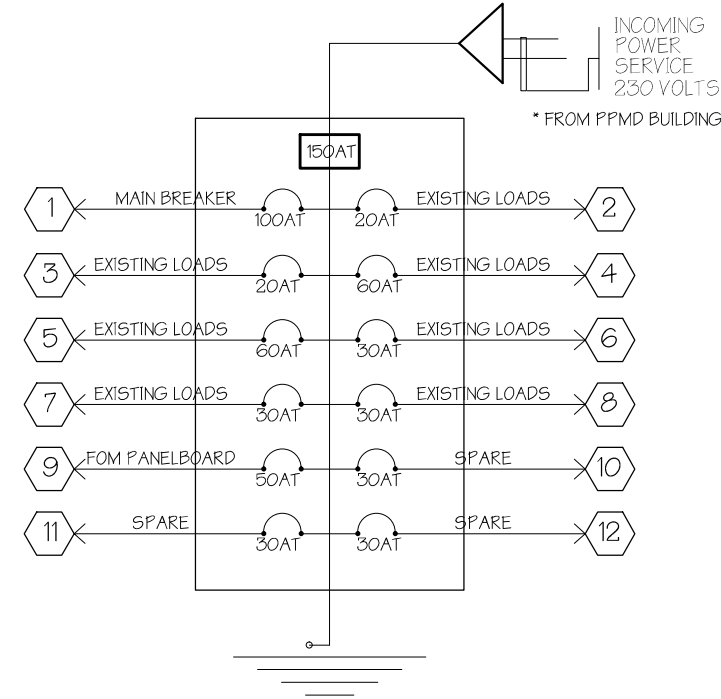 INCOMING
POWER
SERVICE
230 VOLTS
* FROM PPMD BUILDING
150AT
1 MAIN BREAKER 100AT 20AT EXISTING LOADS 2
3 EXISTING LOADS 20AT 60AT EXISTING LOADS 4
5 EXISTING LOADS 60AT 30AT EXISTING LOADS 6
7 EXISTING LOADS 30AT 30AT EXISTING LOADS 8
9 FOM PANELBOARD 50AT 30AT SPARE 10
11 SPARE 30AT 30AT SPARE 12